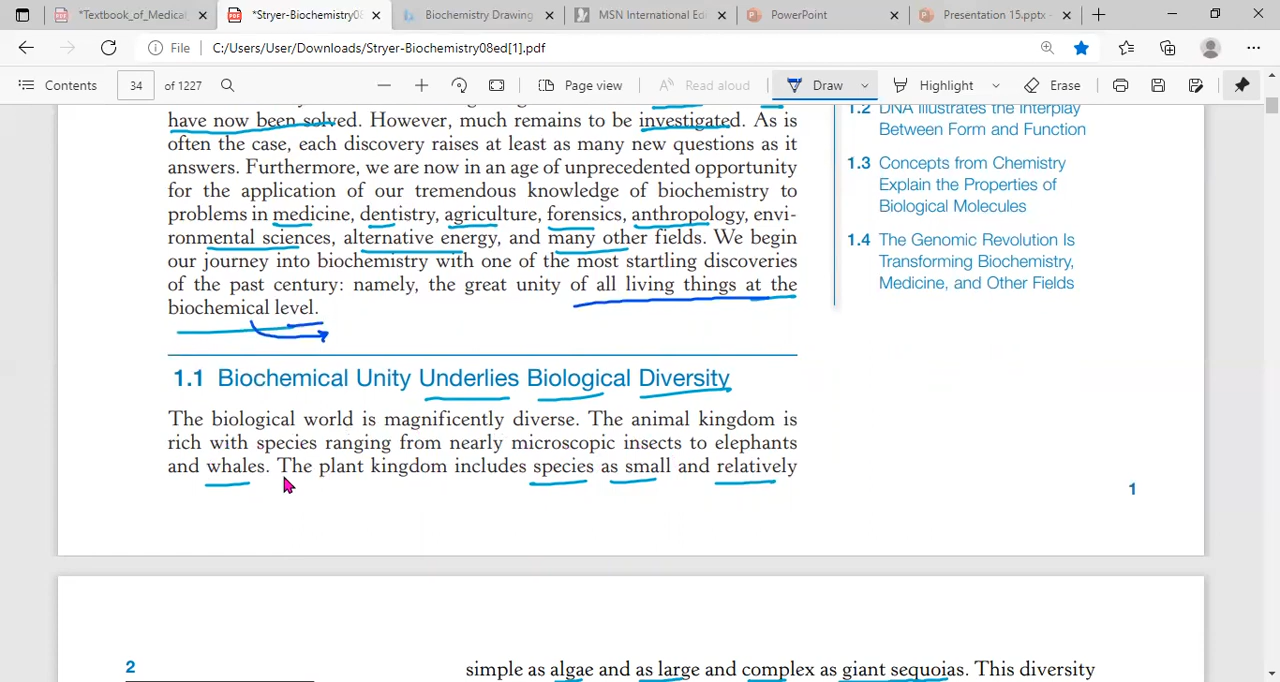 *Textbook_of_Medical_
*Stryer-Biochemistry08
Biochemistry Drawing
MSN International Edi
PowerPoint
Presentation 15.pptx -
File C:/Users/User/Downloads/Stryer-Biochemistry08ed[1].pdf
Contents 34 of 1227 Page view Read aloud Draw Highlight Erase
have now been solved. However, much remains to be investigated. As is
often the case, each discovery raises at least as many new questions as it
answers. Furthermore, we are now in an age of unprecedented opportunity
for the application of our tremendous knowledge of biochemistry to
problems in medicine, dentistry, agriculture, forensics, anthropology, envi-
ronmental sciences, alternative energy, and many other fields. We begin
our journey into biochemistry with one of the most startling discoveries
of the past century: namely, the great unity of all living things at the
biochemical level.
1.2 DNA Illustrates the Interplay
Between Form and Function
1.3 Concepts from Chemistry
Explain the Properties of
Biological Molecules
1.4 The Genomic Revolution Is
Transforming Biochemistry,
Medicine, and Other Fields
1.1 Biochemical Unity Underlies Biological Diversity
The biological world is magnificently diverse. The animal kingdom is
rich with species ranging from nearly microscopic insects to elephants
and whales. The plant kingdom includes species as small and relatively
1
2
simple as algae and as large and complex as giant sequoias. This diversity